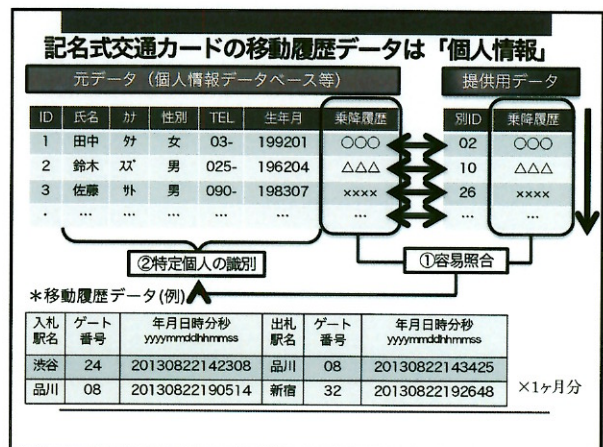 記名式交通カードの移動履歴データは「個人情報」
元データ（個人情報データベース等）
提供用データ
ID 氏名 ｶﾅ 性別 TEL 生年月 乗降履歴
1 田中 ﾀﾅ 女 03- 199201 ○○○
2 鈴木 ｽｽﾞ 男 025- 196204 △△△
3 佐藤 ｻﾄ 男 090- 198307 ××××
. ... ... ... ... ... ...
別ID 乗降履歴
02 ○○○
10 △△△
26 ××××
... ...
②特定個人の識別
①容易照合
＊移動履歴データ(例)
入札駅名 ゲート番号 年月日時分秒 yyyymmddhhmmss 出札駅名 ゲート番号 年月日時分秒 yyyymmddhhmmss
渋谷 24 20130822142308 品川 08 20130822143425
品川 08 20130822190514 新宿 32 20130822192648
×1ヶ月分